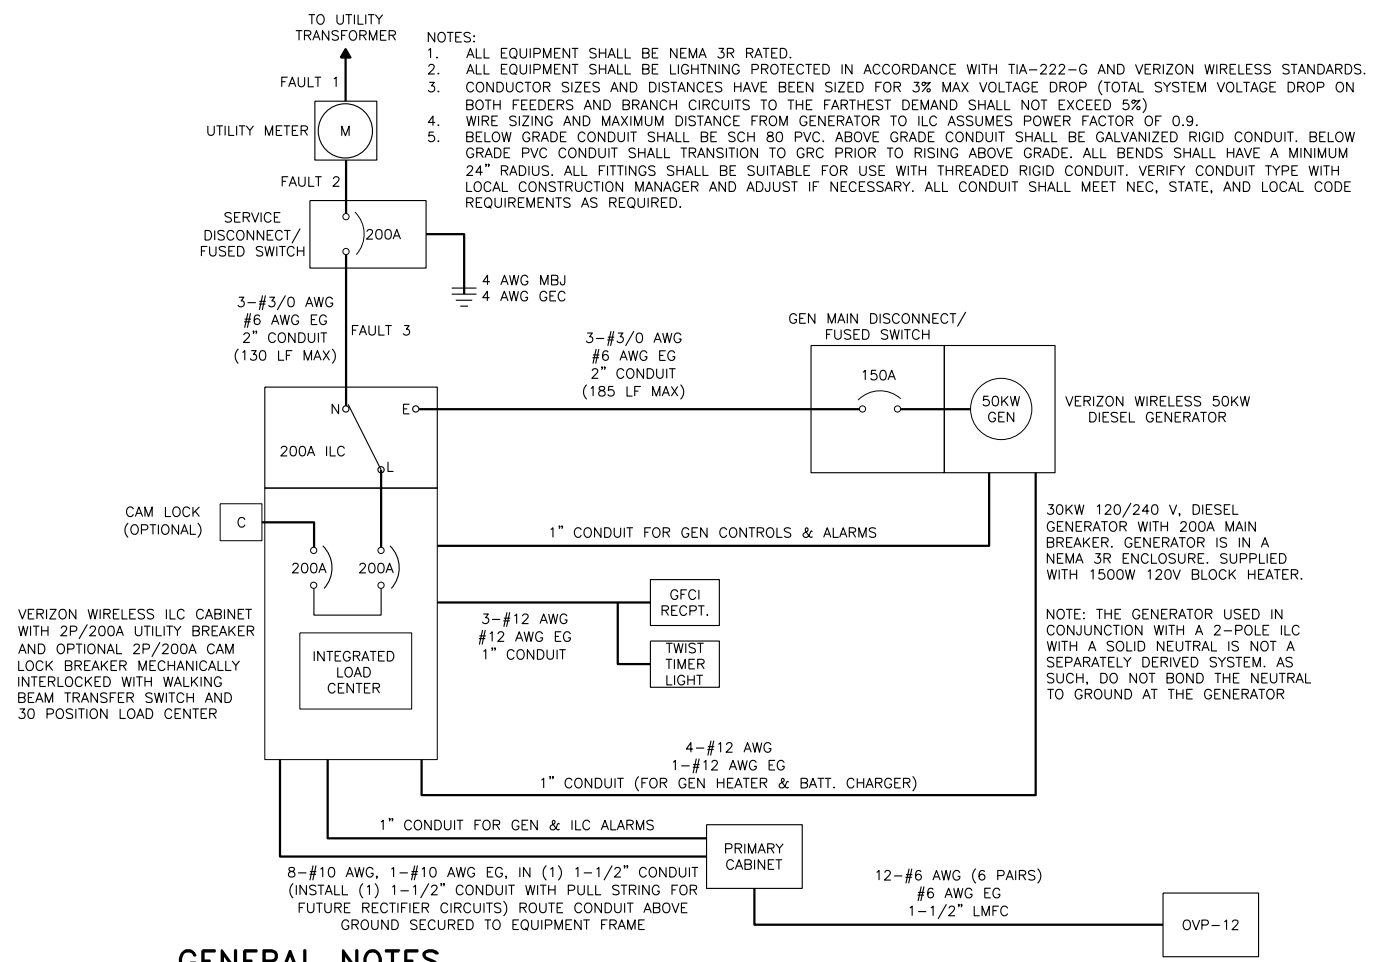 TO UTILITY
TRANSFORMER
FAULT 1
UTILITY METER
M
FAULT 2
SERVICE
DISCONNECT/
FUSED SWITCH
200A
4 AWG MBJ
4 AWG GEC
NOTES:
1. ALL EQUIPMENT SHALL BE NEMA 3R RATED.
2. ALL EQUIPMENT SHALL BE LIGHTNING PROTECTED IN ACCORDANCE WITH TIA-222-G AND VERIZON WIRELESS STANDARDS.
3. CONDUCTOR SIZES AND DISTANCES HAVE BEEN SIZED FOR 3% MAX VOLTAGE DROP (TOTAL SYSTEM VOLTAGE DROP ON
BOTH FEEDERS AND BRANCH CIRCUITS TO THE FARTHEST DEMAND SHALL NOT EXCEED 5%)
4. WIRE SIZING AND MAXIMUM DISTANCE FROM GENERATOR TO ILC ASSUMES POWER FACTOR OF 0.9.
5. BELOW GRADE CONDUIT SHALL BE SCH 80 PVC. ABOVE GRADE CONDUIT SHALL BE GALVANIZED RIGID CONDUIT. BELOW
GRADE PVC CONDUIT SHALL TRANSITION TO GRC PRIOR TO RISING ABOVE GRADE. ALL BENDS SHALL HAVE A MINIMUM
24" RADIUS. ALL FITTINGS SHALL BE SUITABLE FOR USE WITH THREADED RIGID CONDUIT. VERIFY CONDUIT TYPE WITH
LOCAL CONSTRUCTION MANAGER AND ADJUST IF NECESSARY. ALL CONDUIT SHALL MEET NEC, STATE, AND LOCAL CODE
REQUIREMENTS AS REQUIRED.
3-#3/0 AWG
#6 AWG EG
2" CONDUIT
(130 LF MAX)
FAULT 3
3-#3/0 AWG
#6 AWG EG
2" CONDUIT
(185 LF MAX)
GEN MAIN DISCONNECT/
FUSED SWITCH
150A
50KW
GEN
VERIZON WIRELESS 50KW
DIESEL GENERATOR
N
E
200A ILC
L
CAM LOCK
(OPTIONAL)
C
200A
200A
1" CONDUIT FOR GEN CONTROLS & ALARMS
30KW 120/240 V, DIESEL
GENERATOR WITH 200A MAIN
BREAKER. GENERATOR IS IN A
NEMA 3R ENCLOSURE. SUPPLIED
WITH 1500W 120V BLOCK HEATER.
NOTE: THE GENERATOR USED IN
CONJUNCTION WITH A 2-POLE ILC
WITH A SOLID NEUTRAL IS NOT A
SEPARATELY DERIVED SYSTEM. AS
SUCH, DO NOT BOND THE NEUTRAL
TO GROUND AT THE GENERATOR
VERIZON WIRELESS ILC CABINET
WITH 2P/200A UTILITY BREAKER
AND OPTIONAL 2P/200A CAM
LOCK BREAKER MECHANICALLY
INTERLOCKED WITH WALKING
BEAM TRANSFER SWITCH AND
30 POSITION LOAD CENTER
INTEGRATED
LOAD
CENTER
3-#12 AWG
#12 AWG EG
1" CONDUIT
GFCI
RECPT.
TWIST
TIMER
LIGHT
4-#12 AWG
1-#12 AWG EG
1" CONDUIT (FOR GEN HEATER & BATT. CHARGER)
1" CONDUIT FOR GEN & ILC ALARMS
PRIMARY
CABINET
8-#10 AWG, 1-#10 AWG EG, IN (1) 1-1/2" CONDUIT
(INSTALL (1) 1-1/2" CONDUIT WITH PULL STRING FOR
FUTURE RECTIFIER CIRCUITS) ROUTE CONDUIT ABOVE
GROUND SECURED TO EQUIPMENT FRAME
12-#6 AWG (6 PAIRS)
#6 AWG EG
1-1/2" LMFC
OVP-12
GENERAL NOTES